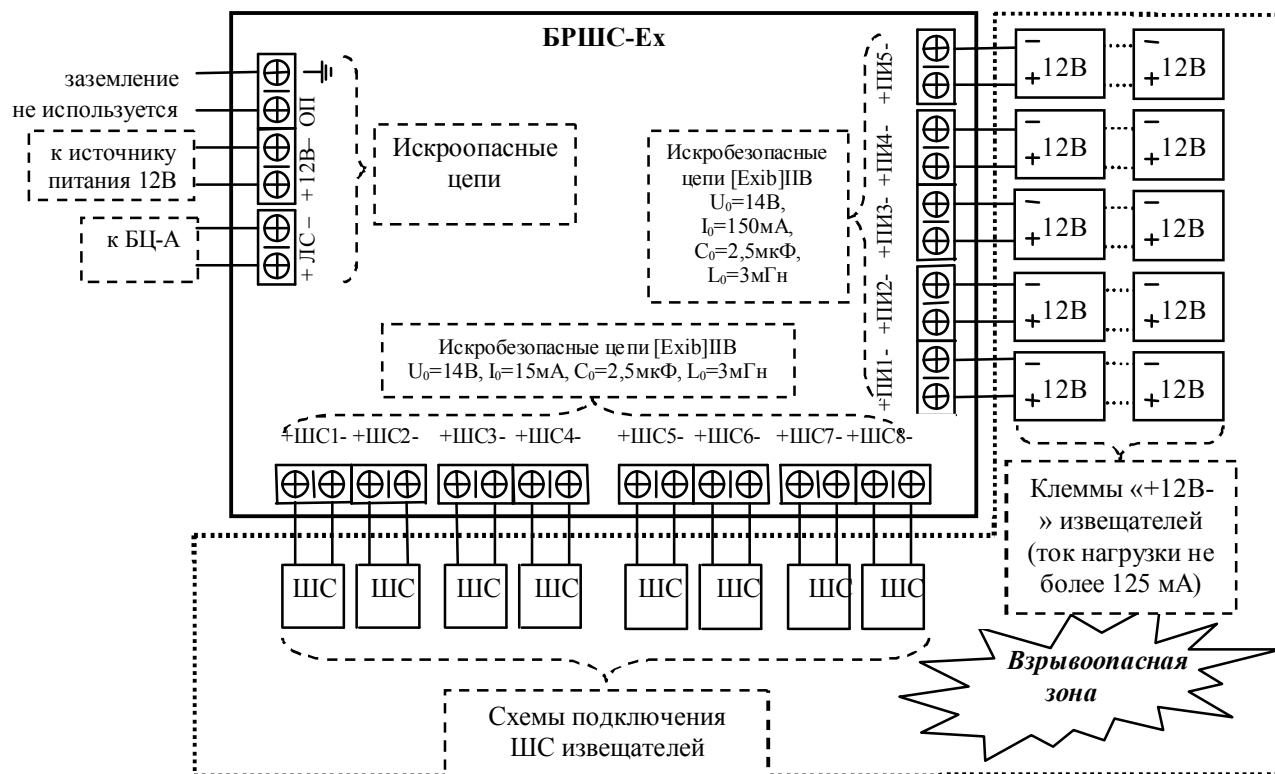 БРШС-Ex
заземление
не используется
к источнику
питания 12В
к БЦ-А
ОП
+ 12В –
+ ЛС –
Искроопасные
цепи
Искробезопасные
цепи [Exib]IIB
U₀=14В,
I₀=150мА,
C₀=2,5мкФ,
L₀=3мГн
+ПИ5-
+ПИ4-
+ПИ3-
+ПИ2-
+ПИ1-
– + 12В
– + 12В
– + 12В
– + 12В
– + 12В
– + 12В
– + 12В
– + 12В
– + 12В
– + 12В
Искробезопасные цепи [Exib]IIB
U₀=14В, I₀=15мА, C₀=2,5мкФ, L₀=3мГн
+ШС1- +ШС2- +ШС3- +ШС4- +ШС5- +ШС6- +ШС7- +ШС8-
ШС ШС ШС ШС ШС ШС ШС ШС
Клеммы «+12В-
» извещателей
(ток нагрузки не
более 125 мА)
Взрывоопасная
зона
Схемы подключения
ШС извещателей